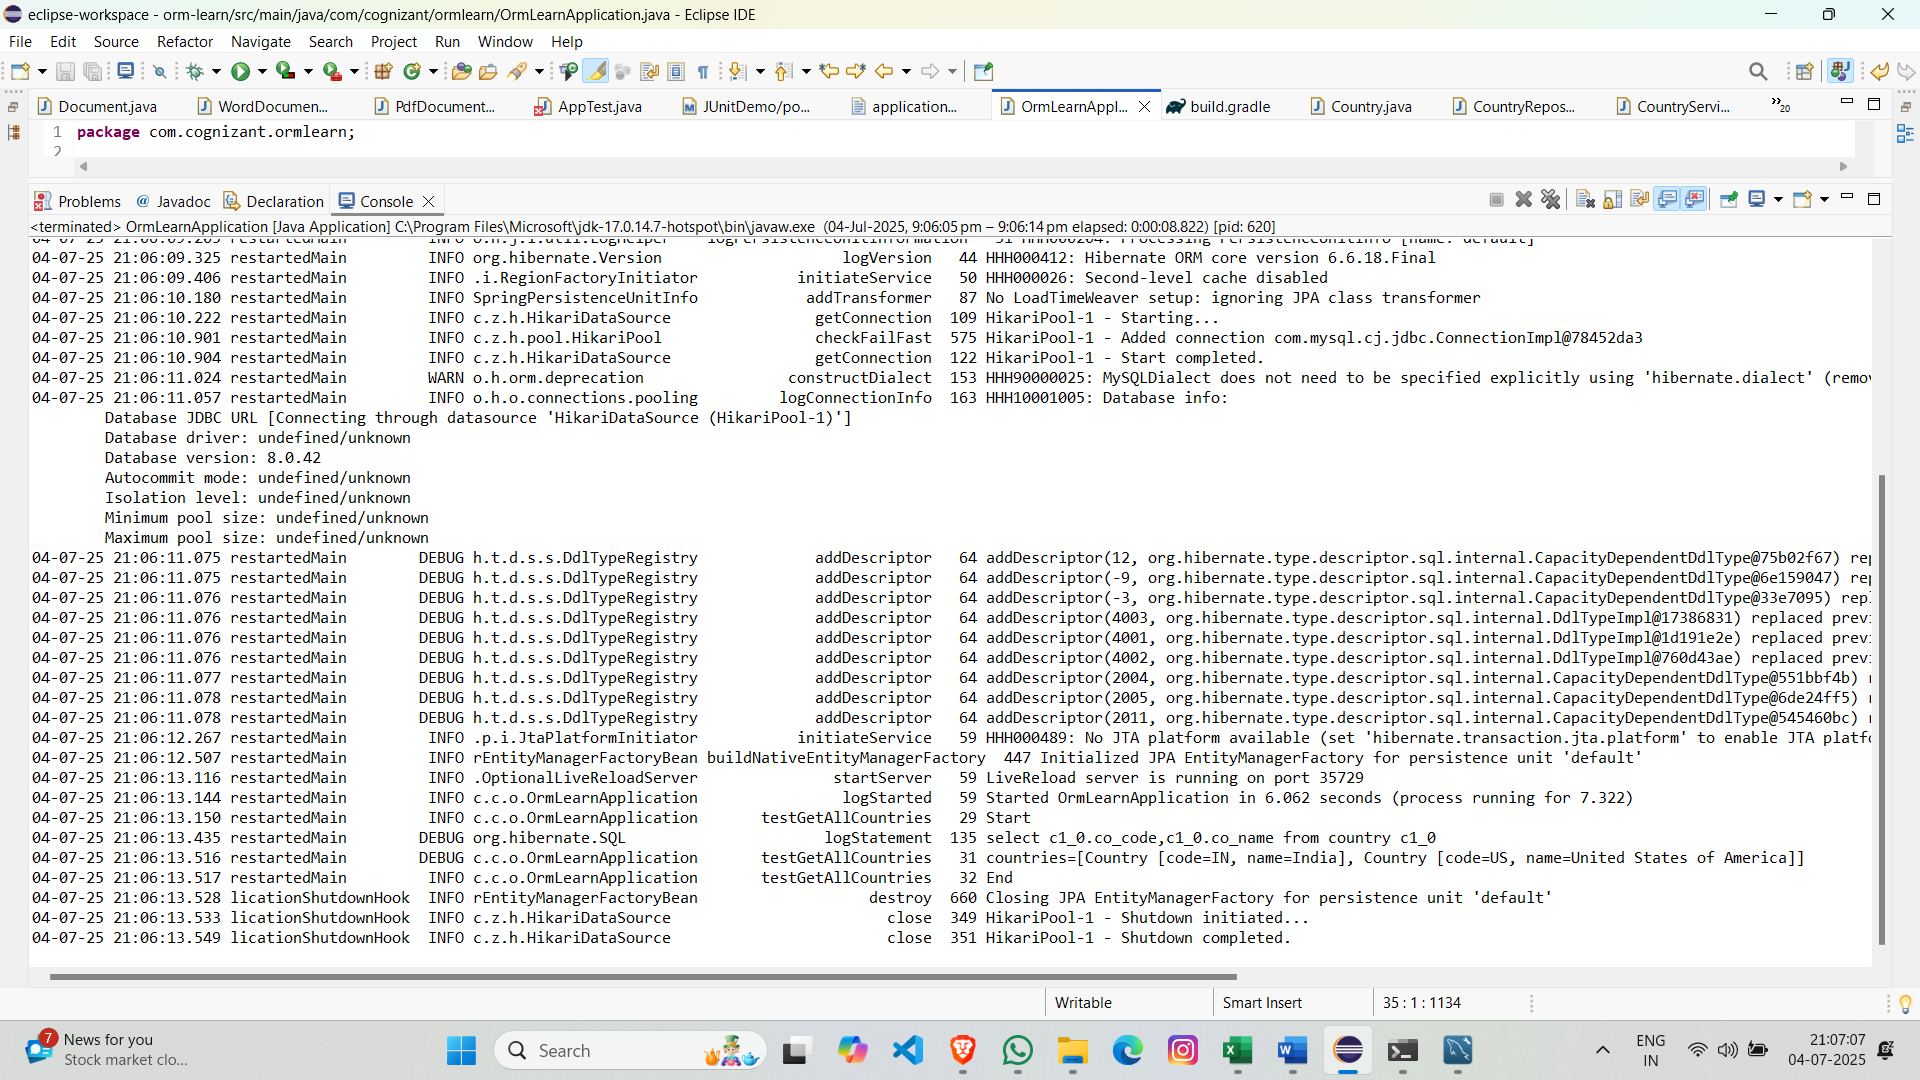 eclipse-workspace - orm-learn/src/main/java/com/cognizant/ormlearn/OrmLearnApplication.java - Eclipse IDE
File Edit Source Refactor Navigate Search Project Run Window Help
Document.java WordDocumen... PdfDocument... AppTest.java JUnitDemo/po... application... OrmLearnAppl... build.gradle Country.java CountryRepos... CountryServi... »20
1 package com.cognizant.ormlearn;
2
Problems @ Javadoc Declaration Console
<terminated> OrmLearnApplication [Java Application] C:\Program Files\Microsoft\jdk-17.0.14.7-hotspot\bin\javaw.exe (04-Jul-2025, 9:06:05 pm – 9:06:14 pm elapsed: 0:00:08.822) [pid: 620]
04-07-25 21:06:09.325 restartedMain INFO org.hibernate.Version logVersion 44 HHH000412: Hibernate ORM core version 6.6.18.Final
04-07-25 21:06:09.406 restartedMain INFO .i.RegionFactoryInitiator initiateService 50 HHH000026: Second-level cache disabled
04-07-25 21:06:10.180 restartedMain INFO SpringPersistenceUnitInfo addTransformer 87 No LoadTimeWeaver setup: ignoring JPA class transformer
04-07-25 21:06:10.222 restartedMain INFO c.z.h.HikariDataSource getConnection 109 HikariPool-1 - Starting...
04-07-25 21:06:10.901 restartedMain INFO c.z.h.pool.HikariPool checkFailFast 575 HikariPool-1 - Added connection com.mysql.cj.jdbc.ConnectionImpl@78452da3
04-07-25 21:06:10.904 restartedMain INFO c.z.h.HikariDataSource getConnection 122 HikariPool-1 - Start completed.
04-07-25 21:06:11.024 restartedMain WARN o.h.orm.deprecation constructDialect 153 HHH90000025: MySQLDialect does not need to be specified explicitly using 'hibernate.dialect' (remov
04-07-25 21:06:11.057 restartedMain INFO o.h.o.connections.pooling logConnectionInfo 163 HHH10001005: Database info:
Database JDBC URL [Connecting through datasource 'HikariDataSource (HikariPool-1)']
Database driver: undefined/unknown
Database version: 8.0.42
Autocommit mode: undefined/unknown
Isolation level: undefined/unknown
Minimum pool size: undefined/unknown
Maximum pool size: undefined/unknown
04-07-25 21:06:11.075 restartedMain DEBUG h.t.d.s.s.DdlTypeRegistry addDescriptor 64 addDescriptor(12, org.hibernate.type.descriptor.sql.internal.CapacityDependentDdlType@75b02f67) rep
04-07-25 21:06:11.075 restartedMain DEBUG h.t.d.s.s.DdlTypeRegistry addDescriptor 64 addDescriptor(-9, org.hibernate.type.descriptor.sql.internal.CapacityDependentDdlType@6e159047) rep
04-07-25 21:06:11.076 restartedMain DEBUG h.t.d.s.s.DdlTypeRegistry addDescriptor 64 addDescriptor(-3, org.hibernate.type.descriptor.sql.internal.CapacityDependentDdlType@33e7095) repl
04-07-25 21:06:11.076 restartedMain DEBUG h.t.d.s.s.DdlTypeRegistry addDescriptor 64 addDescriptor(4003, org.hibernate.type.descriptor.sql.internal.DdlTypeImpl@17386831) replaced previ
04-07-25 21:06:11.076 restartedMain DEBUG h.t.d.s.s.DdlTypeRegistry addDescriptor 64 addDescriptor(4001, org.hibernate.type.descriptor.sql.internal.DdlTypeImpl@1d191e2e) replaced previ
04-07-25 21:06:11.076 restartedMain DEBUG h.t.d.s.s.DdlTypeRegistry addDescriptor 64 addDescriptor(4002, org.hibernate.type.descriptor.sql.internal.DdlTypeImpl@760d43ae) replaced previ
04-07-25 21:06:11.077 restartedMain DEBUG h.t.d.s.s.DdlTypeRegistry addDescriptor 64 addDescriptor(2004, org.hibernate.type.descriptor.sql.internal.CapacityDependentDdlType@551bbf4b) r
04-07-25 21:06:11.078 restartedMain DEBUG h.t.d.s.s.DdlTypeRegistry addDescriptor 64 addDescriptor(2005, org.hibernate.type.descriptor.sql.internal.CapacityDependentDdlType@6de24ff5) r
04-07-25 21:06:11.078 restartedMain DEBUG h.t.d.s.s.DdlTypeRegistry addDescriptor 64 addDescriptor(2011, org.hibernate.type.descriptor.sql.internal.CapacityDependentDdlType@545460bc) r
04-07-25 21:06:12.267 restartedMain INFO .p.i.JtaPlatformInitiator initiateService 59 HHH000489: No JTA platform available (set 'hibernate.transaction.jta.platform' to enable JTA platfo
04-07-25 21:06:12.507 restartedMain INFO rEntityManagerFactoryBean buildNativeEntityManagerFactory 447 Initialized JPA EntityManagerFactory for persistence unit 'default'
04-07-25 21:06:13.116 restartedMain INFO .OptionalLiveReloadServer startServer 59 LiveReload server is running on port 35729
04-07-25 21:06:13.144 restartedMain INFO c.c.o.OrmLearnApplication logStarted 59 Started OrmLearnApplication in 6.062 seconds (process running for 7.322)
04-07-25 21:06:13.150 restartedMain INFO c.c.o.OrmLearnApplication testGetAllCountries 29 Start
04-07-25 21:06:13.435 restartedMain DEBUG org.hibernate.SQL logStatement 135 select c1_0.co_code,c1_0.co_name from country c1_0
04-07-25 21:06:13.516 restartedMain DEBUG c.c.o.OrmLearnApplication testGetAllCountries 31 countries=[Country [code=IN, name=India], Country [code=US, name=United States of America]]
04-07-25 21:06:13.517 restartedMain INFO c.c.o.OrmLearnApplication testGetAllCountries 32 End
04-07-25 21:06:13.528 licationShutdownHook INFO rEntityManagerFactoryBean destroy 660 Closing JPA EntityManagerFactory for persistence unit 'default'
04-07-25 21:06:13.533 licationShutdownHook INFO c.z.h.HikariDataSource close 349 HikariPool-1 - Shutdown initiated...
04-07-25 21:06:13.549 licationShutdownHook INFO c.z.h.HikariDataSource close 351 HikariPool-1 - Shutdown completed.
Writable Smart Insert 35 : 1 : 1134
7 News for you
Stock market clo...
Search
ENG
IN
21:07:07
04-07-2025